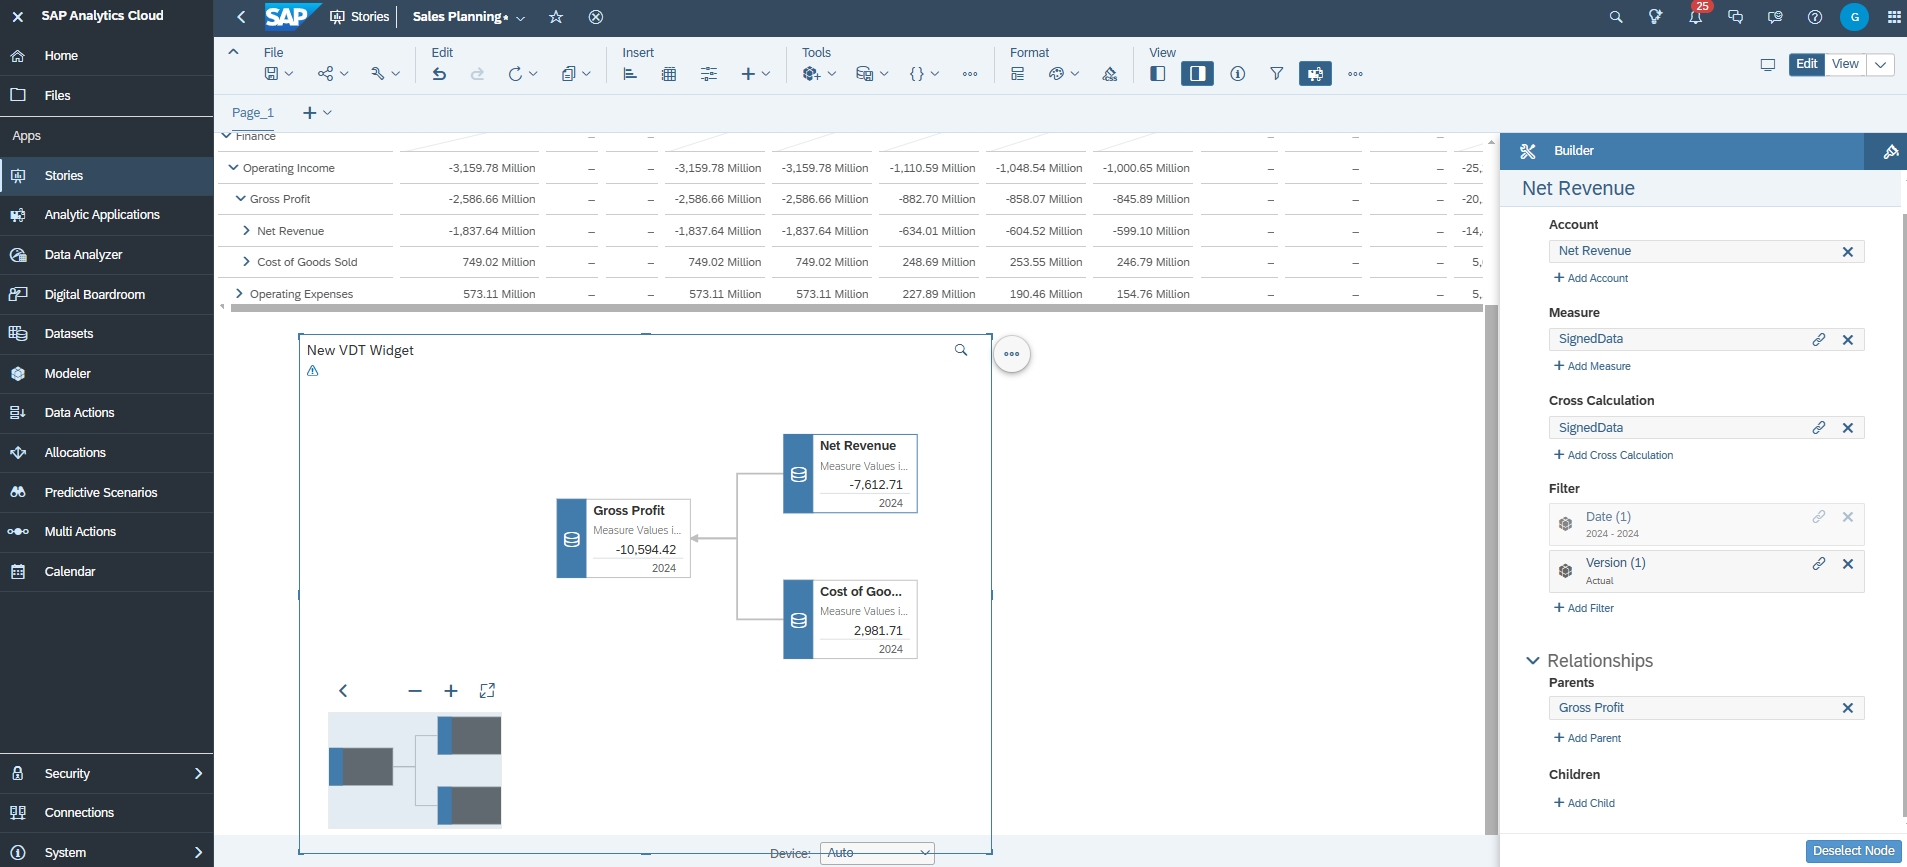 SAP Analytics Cloud
SAP
Stories
Sales Planning*
25
G
Home
Files
Apps
Stories
Analytic Applications
Data Analyzer
Digital Boardroom
Datasets
Modeler
Data Actions
Allocations
Predictive Scenarios
Multi Actions
Calendar
Security
Connections
System
File
Edit
Insert
Tools
Format
View
CSS
Edit
View
Page_1
Finance – – – – –
Operating Income -3,159.78 Million – – -3,159.78 Million -3,159.78 Million -1,110.59 Million -1,048.54 Million -1,000.65 Million – – – -25,
Gross Profit -2,586.66 Million – – -2,586.66 Million -2,586.66 Million -882.70 Million -858.07 Million -845.89 Million – – – -20,
Net Revenue -1,837.64 Million – – -1,837.64 Million -1,837.64 Million -634.01 Million -604.52 Million -599.10 Million – – – -14,
Cost of Goods Sold 749.02 Million – – 749.02 Million 749.02 Million 248.69 Million 253.55 Million 246.79 Million – – – 5,
Operating Expenses 573.11 Million – – 573.11 Million 573.11 Million 227.89 Million 190.46 Million 154.76 Million – – – 5,
New VDT Widget
Net Revenue
Measure Values i...
-7,612.71
2024
Gross Profit
Measure Values i...
-10,594.42
2024
Cost of Goo...
Measure Values i...
2,981.71
2024
Device: Auto
Builder
Net Revenue
Account
Net Revenue
+ Add Account
Measure
SignedData
+ Add Measure
Cross Calculation
SignedData
+ Add Cross Calculation
Filter
Date (1)
2024 - 2024
Version (1)
Actual
+ Add Filter
Relationships
Parents
Gross Profit
+ Add Parent
Children
+ Add Child
Deselect Node